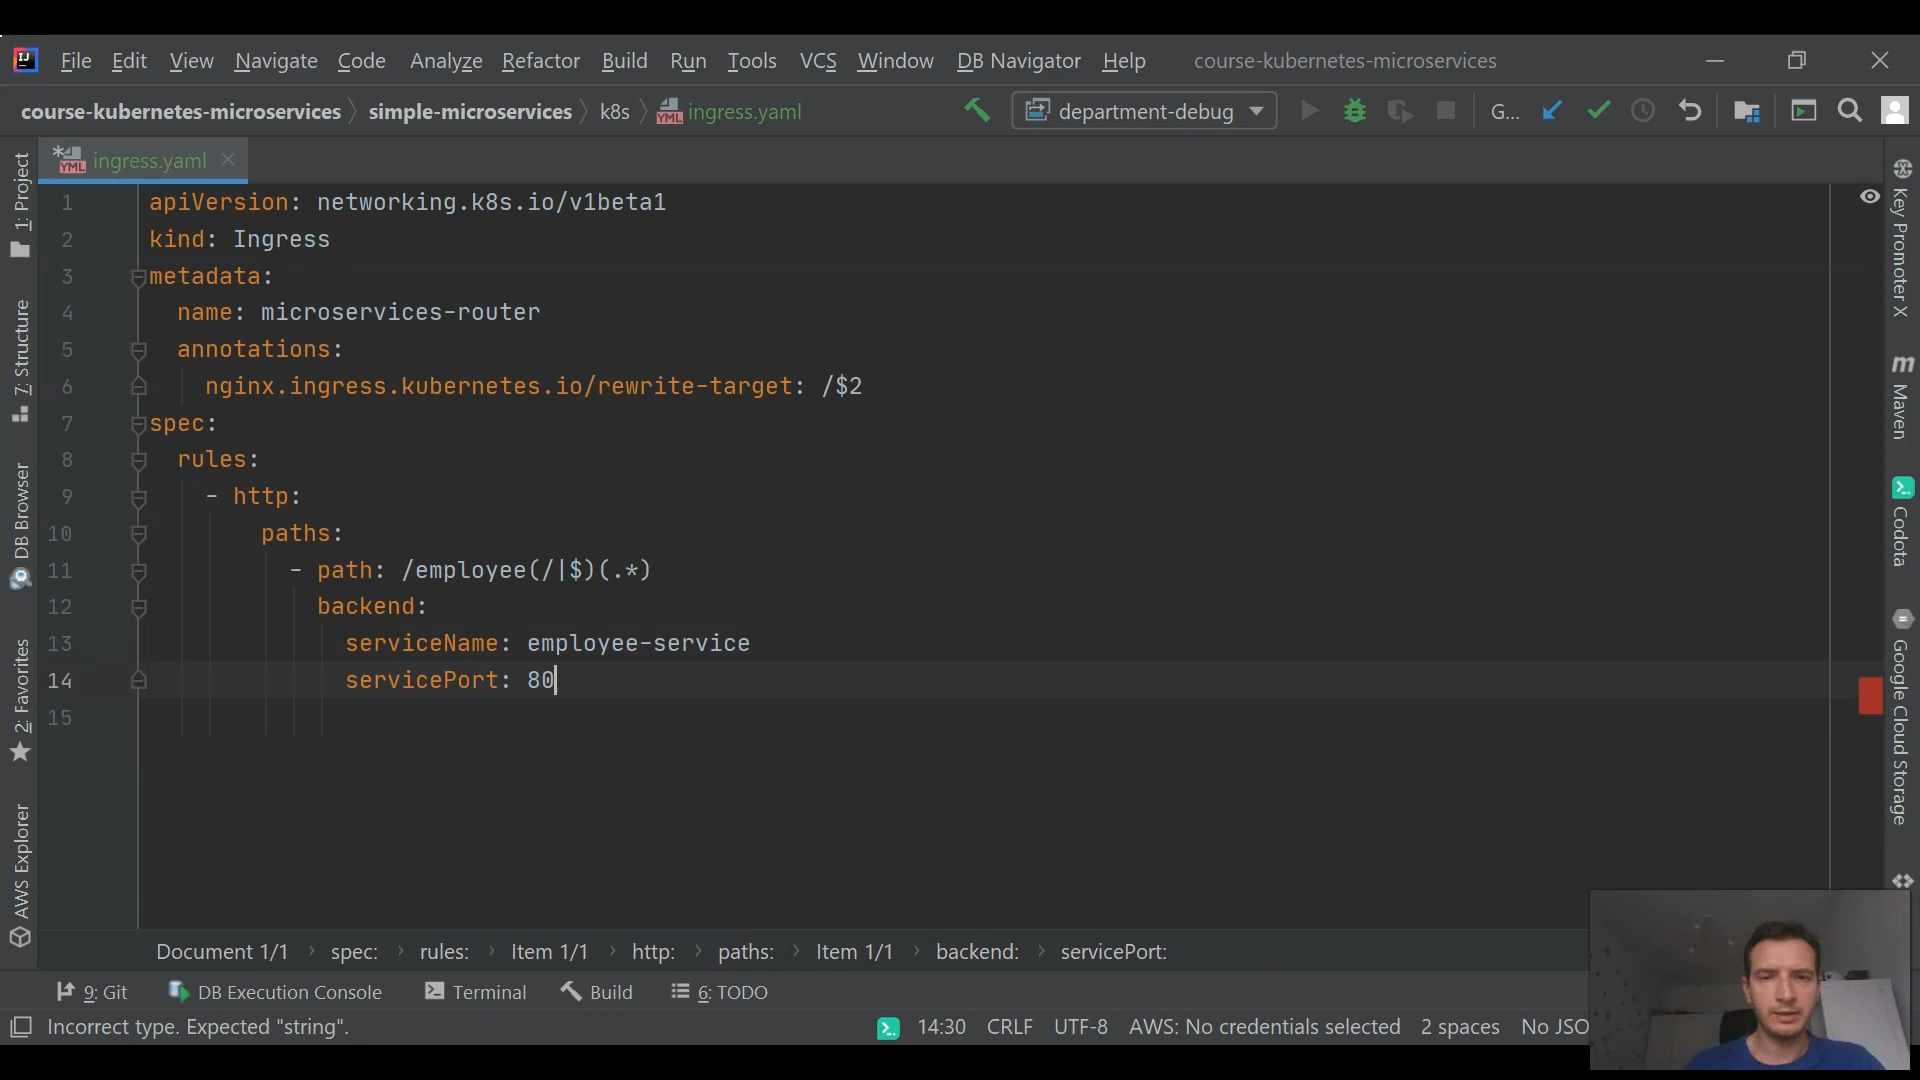 File Edit View Navigate Code Analyze Refactor Build Run Tools VCS Window DB Navigator Help course-kubernetes-microservices
course-kubernetes-microservices simple-microservices k8s ingress.yaml department-debug G...
ingress.yaml
1 apiVersion: networking.k8s.io/v1beta1
2 kind: Ingress
3 metadata:
4 name: microservices-router
5 annotations:
6 nginx.ingress.kubernetes.io/rewrite-target: /$2
7 spec:
8 rules:
9 - http:
10 paths:
11 - path: /employee(/|$)(.*)
12 backend:
13 serviceName: employee-service
14 servicePort: 80
15
1: Project
7: Structure
DB Browser
2: Favorites
AWS Explorer
Key Promoter X
Maven
Codota
Google Cloud Storage
Document 1/1 spec: rules: Item 1/1 http: paths: Item 1/1 backend: servicePort:
9: Git DB Execution Console Terminal Build 6: TODO
Incorrect type. Expected "string". 14:30 CRLF UTF-8 AWS: No credentials selected 2 spaces No JSO